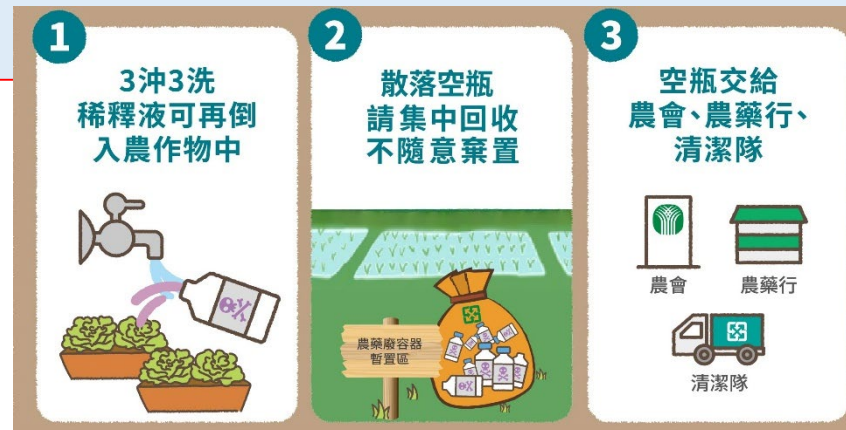 1
3沖3洗
稀釋液可再倒
入農作物中
2
散落空瓶
請集中回收
不隨意棄置
農藥廢容器
暫置區
3
空瓶交給
農會、農藥行、
清潔隊
農會
農藥行
清潔隊